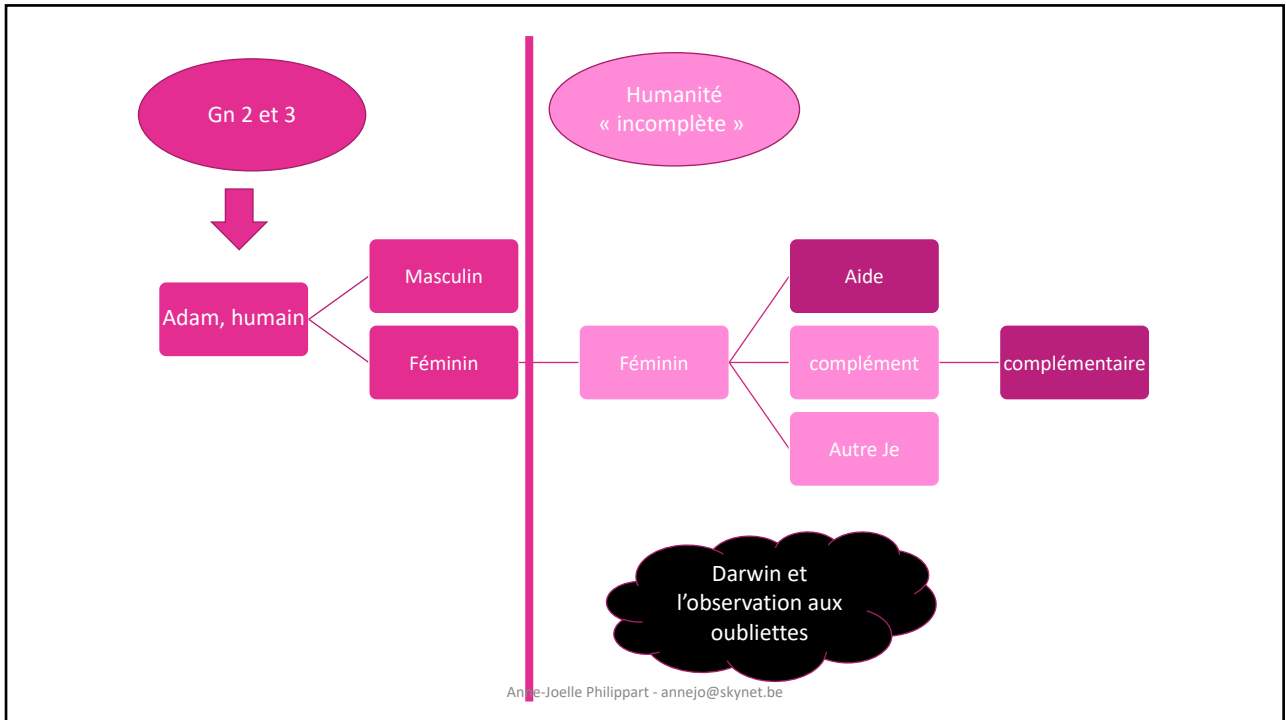 Gn 2 et 3
Humanité
« incomplète »
Adam, humain
Masculin
Féminin
Féminin
Aide
complément
Autre Je
complémentaire
Darwin et
l’observation aux
oubliettes
Anne-Joelle Philippart - annejo@skynet.be